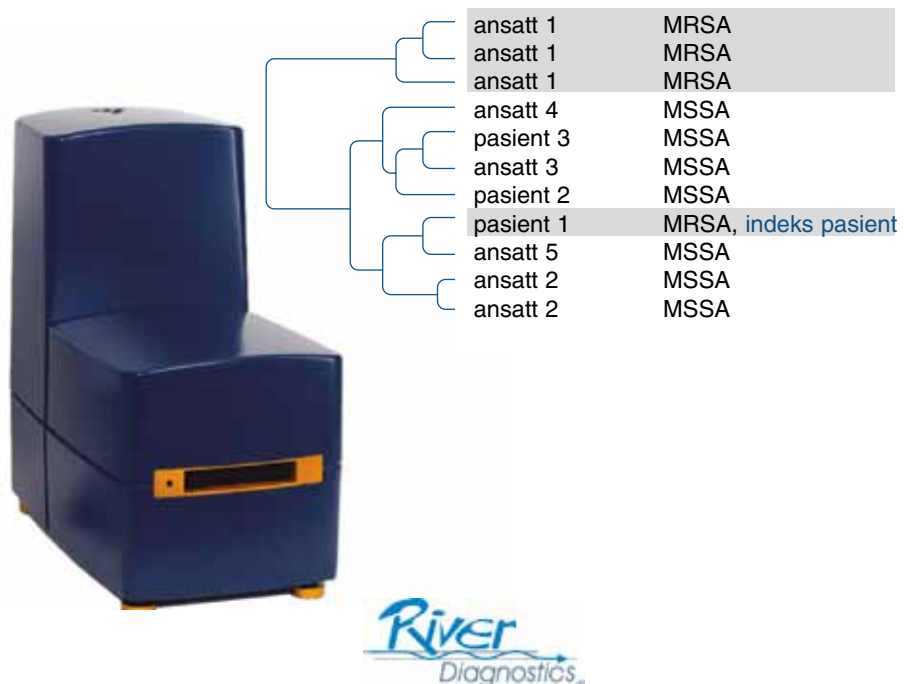 ansatt 1 MRSA
ansatt 1 MRSA
ansatt 1 MRSA
ansatt 4 MSSA
pasient 3 MSSA
ansatt 3 MSSA
pasient 2 MSSA
pasient 1 MRSA, indeks pasient
ansatt 5 MSSA
ansatt 2 MSSA
ansatt 2 MSSA
River
Diagnostics